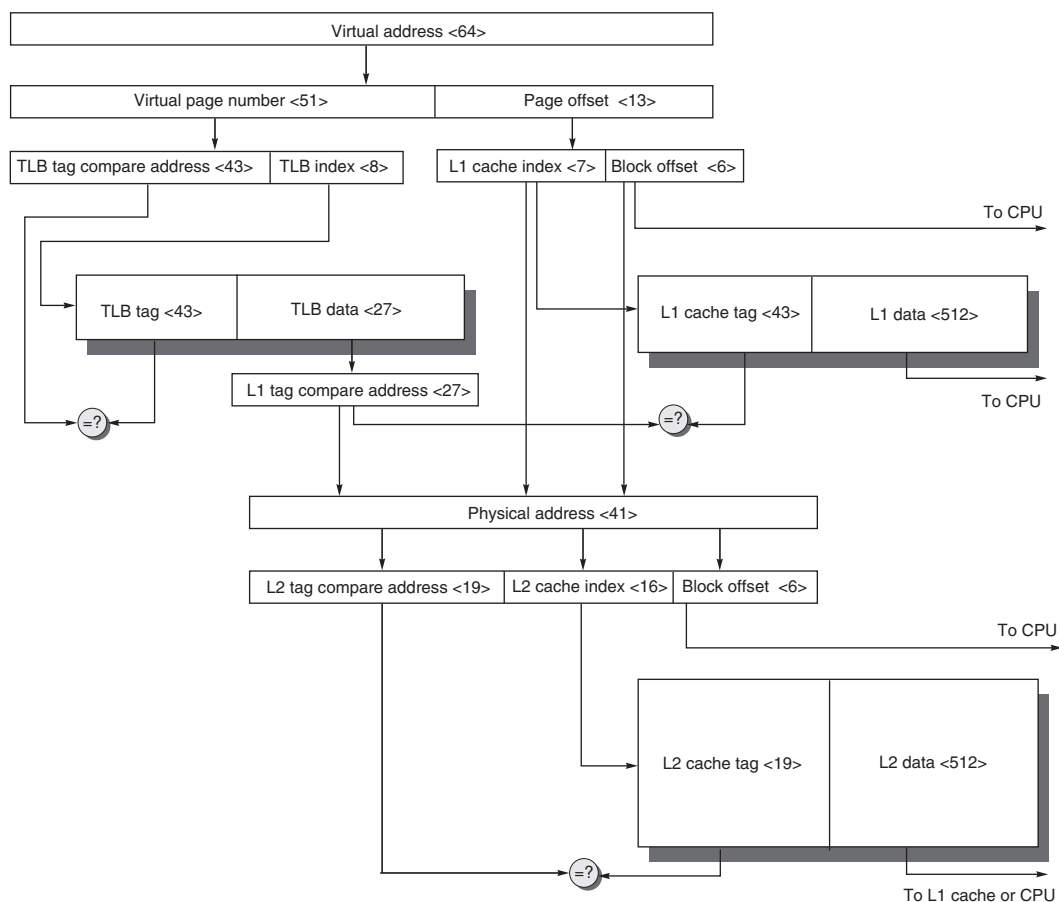 Virtual address <64>
Virtual page number <51>
Page offset <13>
TLB tag compare address <43>
TLB index <8>
L1 cache index <7>
Block offset <6>
To CPU
TLB tag <43>
TLB data <27>
L1 cache tag <43>
L1 data <512>
To CPU
L1 tag compare address <27>
=?
=?
Physical address <41>
L2 tag compare address <19>
L2 cache index <16>
Block offset <6>
To CPU
L2 cache tag <19>
L2 data <512>
=?
To L1 cache or CPU